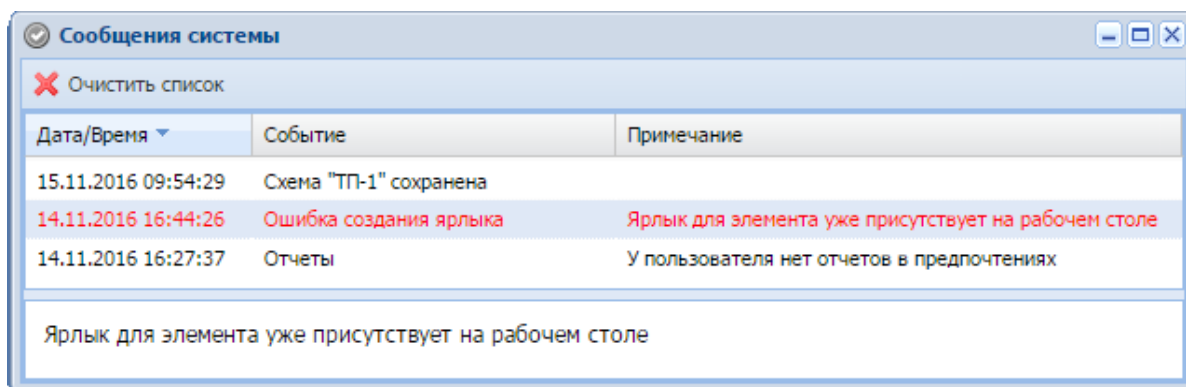 Сообщения системы
Очистить список
Дата/Время Событие Примечание
15.11.2016 09:54:29 Схема "ТП-1" сохранена
14.11.2016 16:44:26 Ошибка создания ярлыка Ярлык для элемента уже присутствует на рабочем столе
14.11.2016 16:27:37 Отчеты У пользователя нет отчетов в предпочтениях
Ярлык для элемента уже присутствует на рабочем столе